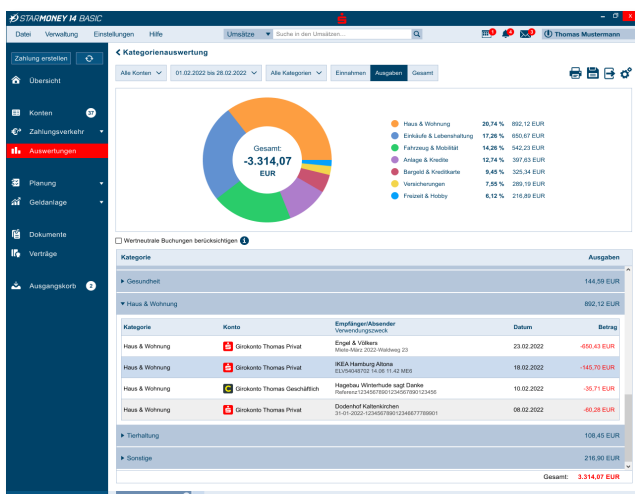 STARMONEY 14 BASIC
Datei Verwaltung Einstellungen Hilfe Umsätze Suche in den Umsätzen... Thomas Mustermann
Zahlung erstellen
Übersicht
Konten 37
Zahlungsverkehr
Auswertungen
Planung
Geldanlage
Dokumente
Verträge
Ausgangskorb 2
Kategorienauswertung
Alle Konten 01.02.2022 bis 28.02.2022 Alle Kategorien Einnahmen Ausgaben Gesamt
Gesamt:
-3.314,07
EUR
Haus & Wohnung 20,74 % 892,12 EUR
Einkäufe & Lebenshaltung 17,26 % 650,67 EUR
Fahrzeug & Mobilität 14,26 % 542,23 EUR
Anlage & Kredite 12,74 % 397,63 EUR
Bargeld & Kreditkarte 9,45 % 325,34 EUR
Versicherungen 7,55 % 289,19 EUR
Freizeit & Hobby 6,12 % 216,89 EUR
Wertneutrale Buchungen berücksichtigen
Kategorie Ausgaben
Gesundheit 144,59 EUR
Haus & Wohnung 892,12 EUR
Kategorie Konto Empfänger/Absender Datum Betrag
Verwendungszweck
Haus & Wohnung Girokonto Thomas Privat Engel & Völkers 23.02.2022 -650,43 EUR
Miete-März 2022-Waldweg 23
Haus & Wohnung Girokonto Thomas Privat IKEA Hamburg Altona 18.02.2022 -145,70 EUR
ELV54048702 14.06 11.42 ME6
Haus & Wohnung Girokonto Thomas Geschäftlich Hagebau Winterhude sagt Danke 10.02.2022 -35,71 EUR
Haus & Wohnung Girokonto Thomas Privat Dodenhof Kaltenkirchen 08.02.2022 -60,28 EUR
Tierhaltung 108,45 EUR
Sonstige 216,90 EUR
Gesamt: 3.314,07 EUR